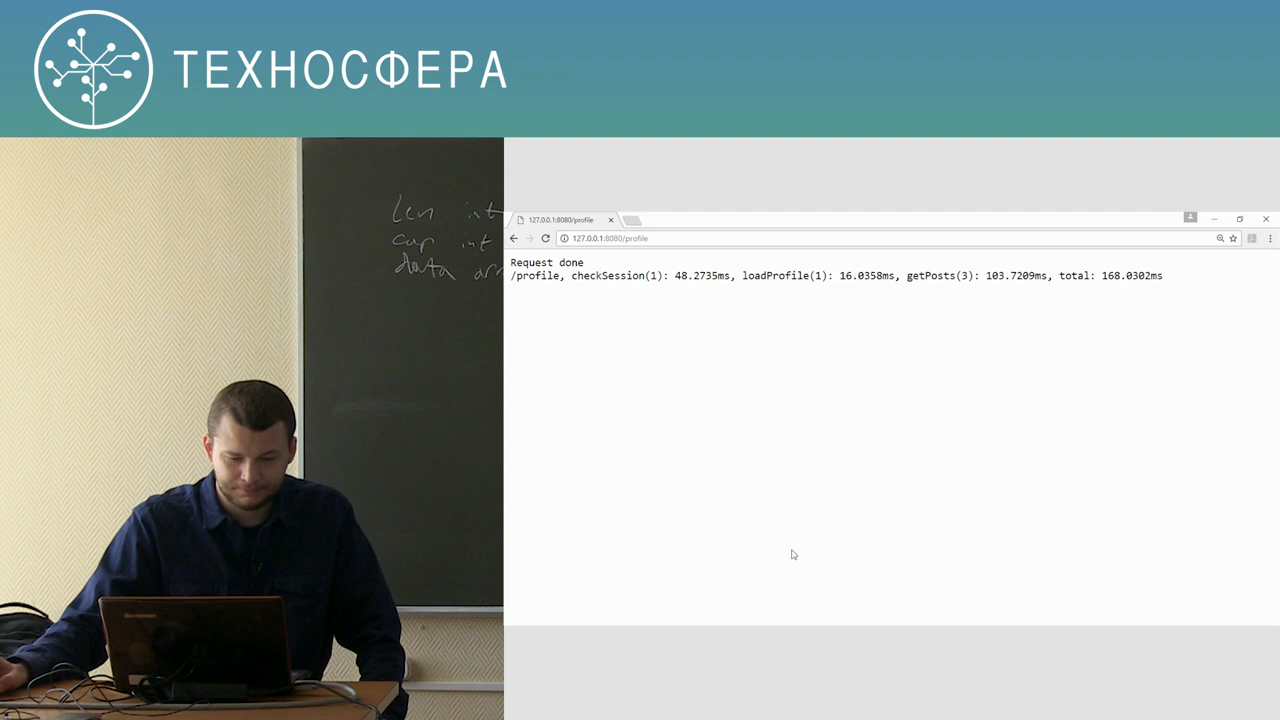 ТЕХНОСФЕРА
len int
cap int
data arr
127.0.0.1:8080/profile
127.0.0.1:8080/profile
Request done
/profile, checkSession(1): 48.2735ms, loadProfile(1): 16.0358ms, getPosts(3): 103.7209ms, total: 168.0302ms